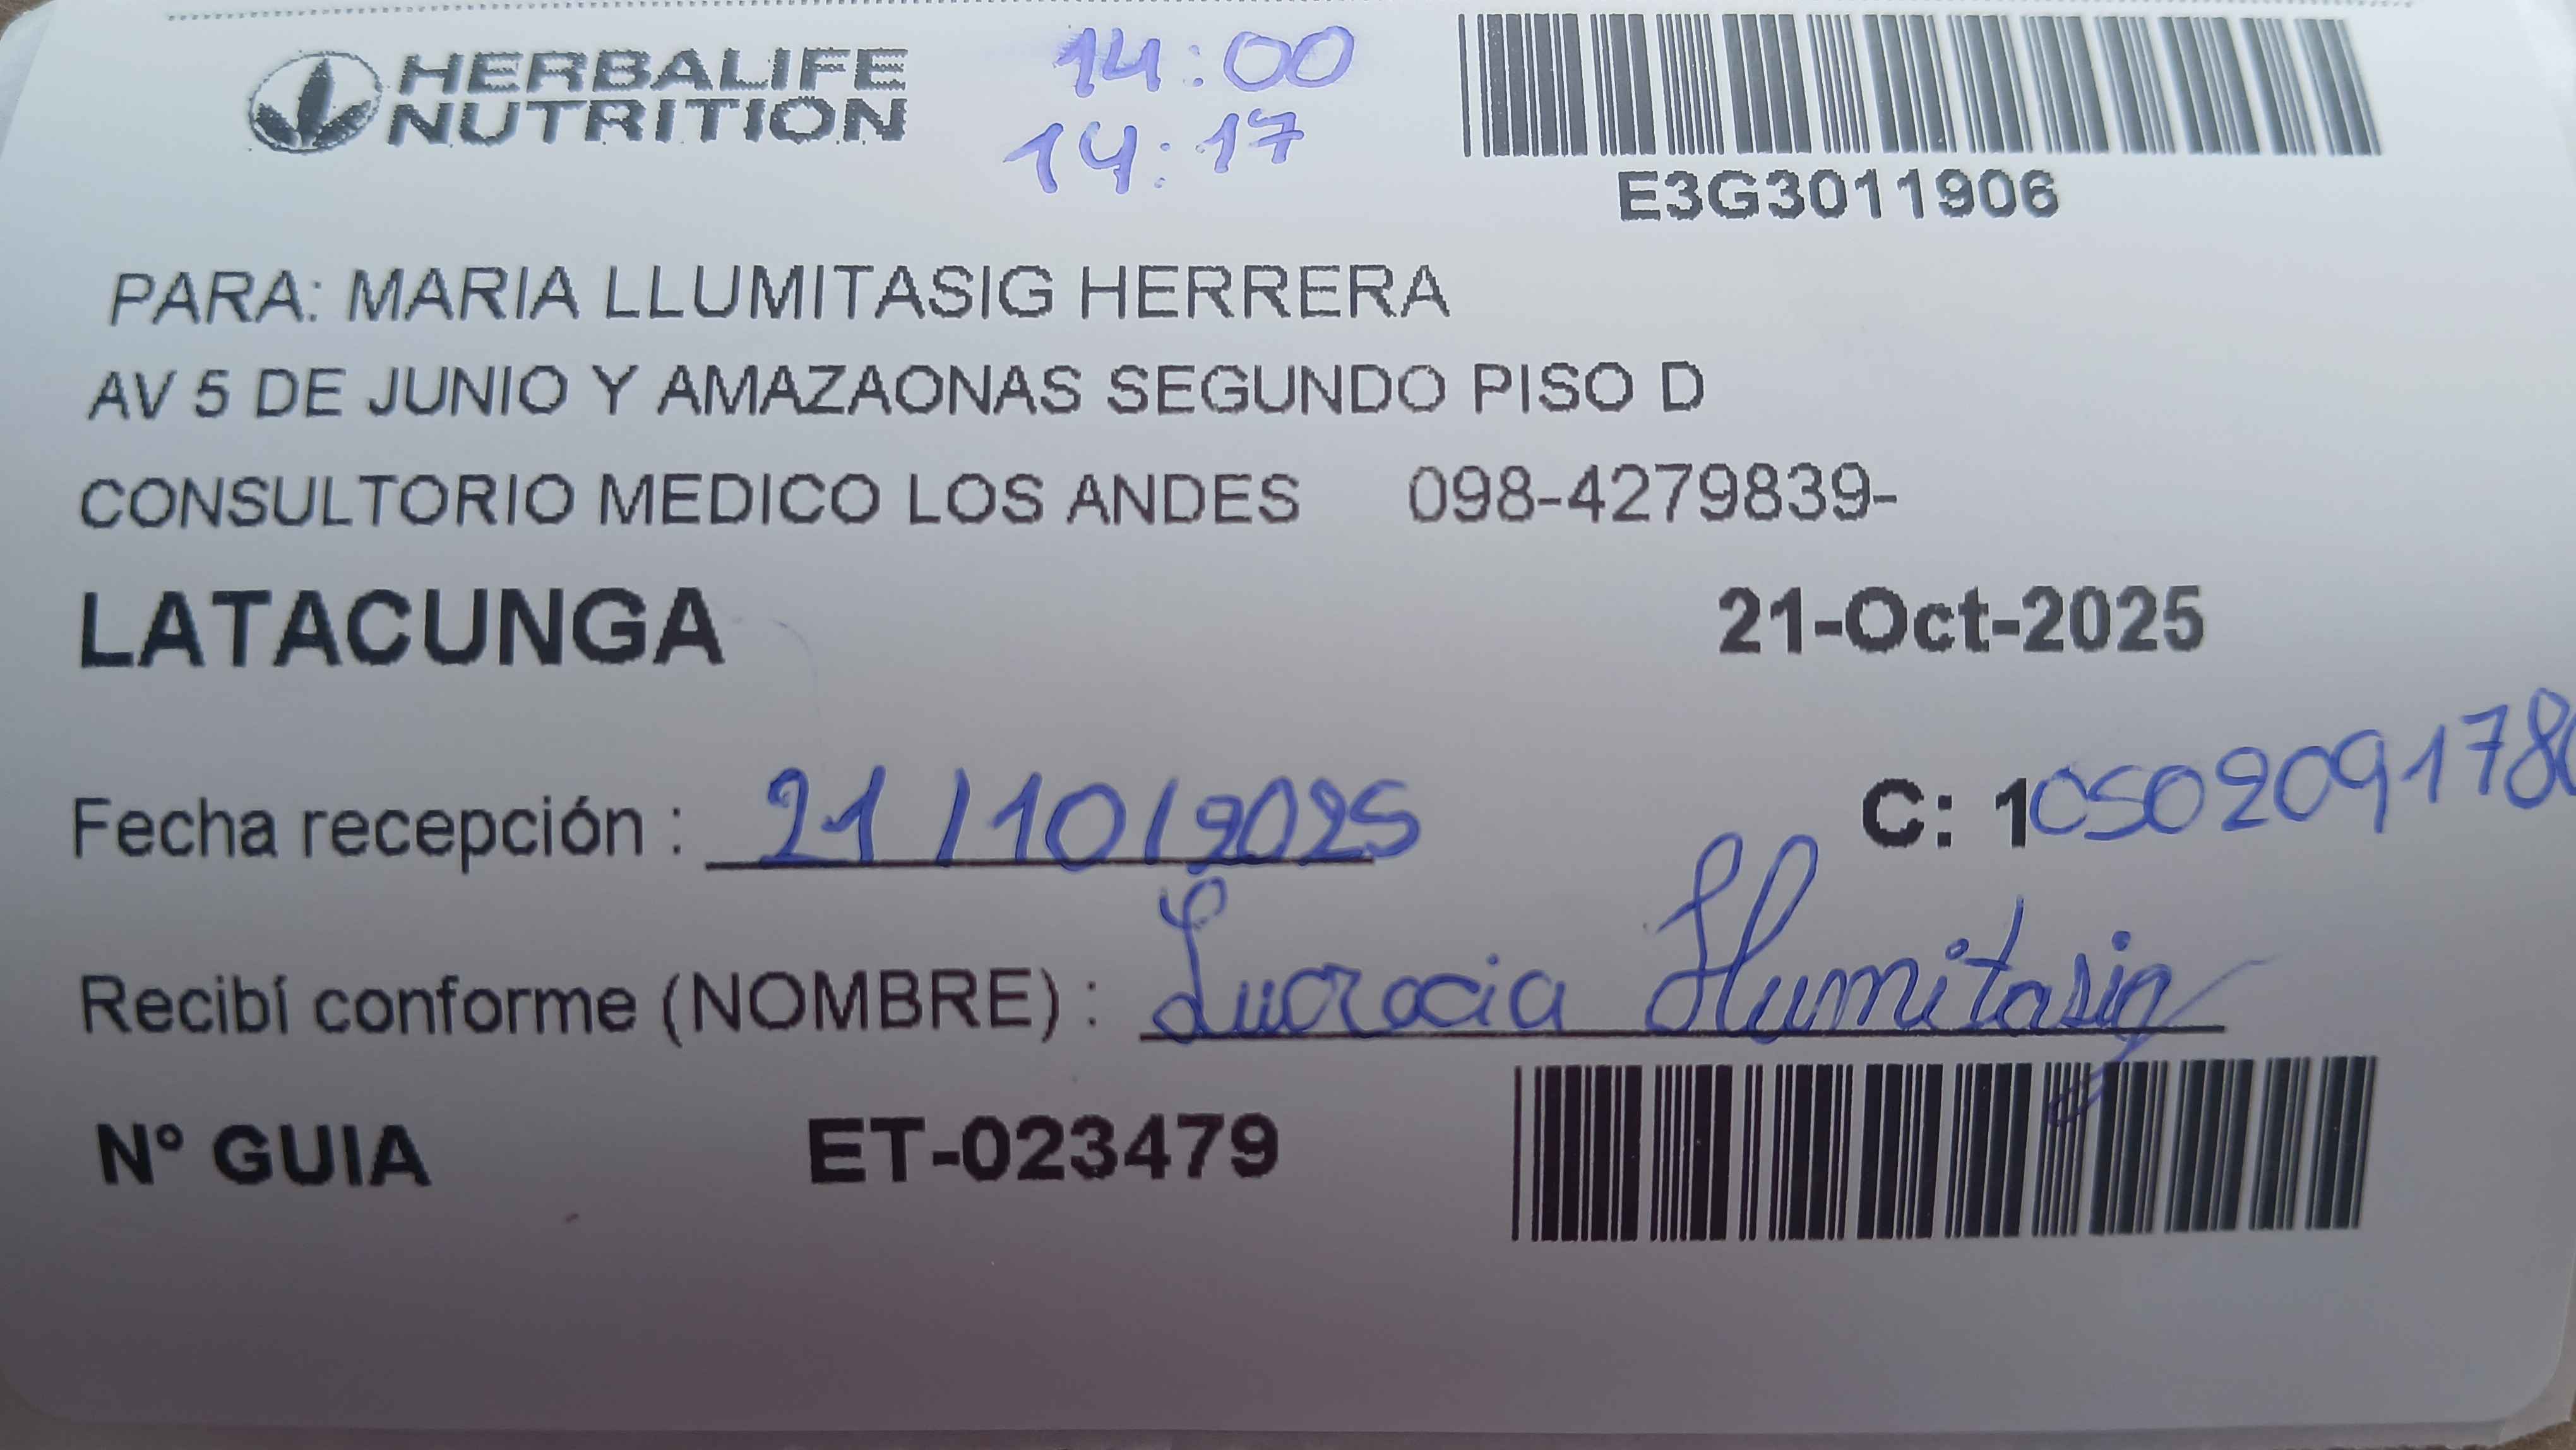 HERBALIFE
NUTRITION
14:00
14:17
E3G3011906
PARA: MARIA LLUMITASIG HERRERA
AV 5 DE JUNIO Y AMAZAONAS SEGUNDO PISO D
CONSULTORIO MEDICO LOS ANDES 098-4279839-
LATACUNGA 21-Oct-2025
Fecha recepción : 21/10/2025 C: 1
Recibí conforme (NOMBRE) : Lucrecia Llumitasig
N° GUIA ET-023479